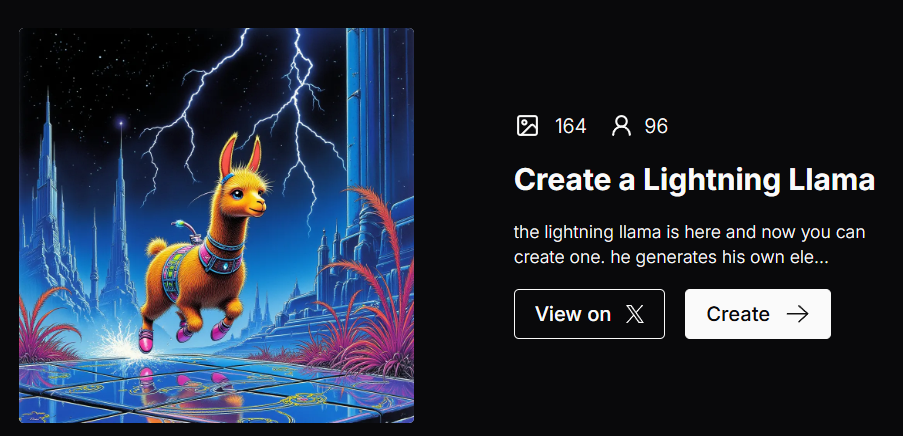 164 96
Create a Lightning Llama
the lightning llama is here and now you can
create one. he generates his own ele...
View on X Create